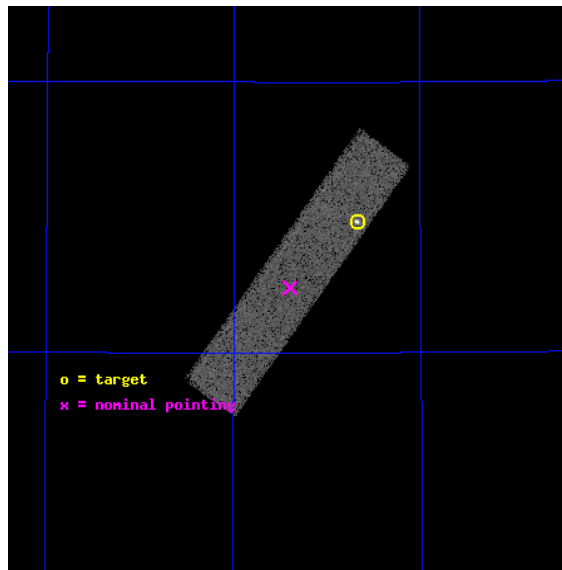 o = target
x = nominal pointing